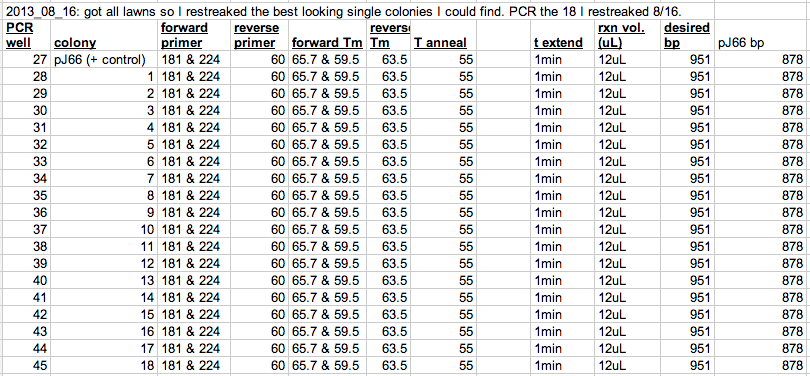 2013_08_16: got all lawns so I restreaked the best looking single colonies I could find. PCR the 18 I restreaked 8/16.
PCR well colony forward primer reverse primer forward Tm revers Tm T anneal t extend rxn vol. (uL) desired bp pJ66 bp
27 pJ66 (+ control) 181 & 224 60 65.7 & 59.5 63.5 55 1min 12uL 951 878
28 1 181 & 224 60 65.7 & 59.5 63.5 55 1min 12uL 951 878
29 2 181 & 224 60 65.7 & 59.5 63.5 55 1min 12uL 951 878
30 3 181 & 224 60 65.7 & 59.5 63.5 55 1min 12uL 951 878
31 4 181 & 224 60 65.7 & 59.5 63.5 55 1min 12uL 951 878
32 5 181 & 224 60 65.7 & 59.5 63.5 55 1min 12uL 951 878
33 6 181 & 224 60 65.7 & 59.5 63.5 55 1min 12uL 951 878
34 7 181 & 224 60 65.7 & 59.5 63.5 55 1min 12uL 951 878
35 8 181 & 224 60 65.7 & 59.5 63.5 55 1min 12uL 951 878
36 9 181 & 224 60 65.7 & 59.5 63.5 55 1min 12uL 951 878
37 10 181 & 224 60 65.7 & 59.5 63.5 55 1min 12uL 951 878
38 11 181 & 224 60 65.7 & 59.5 63.5 55 1min 12uL 951 878
39 12 181 & 224 60 65.7 & 59.5 63.5 55 1min 12uL 951 878
40 13 181 & 224 60 65.7 & 59.5 63.5 55 1min 12uL 951 878
41 14 181 & 224 60 65.7 & 59.5 63.5 55 1min 12uL 951 878
42 15 181 & 224 60 65.7 & 59.5 63.5 55 1min 12uL 951 878
43 16 181 & 224 60 65.7 & 59.5 63.5 55 1min 12uL 951 878
44 17 181 & 224 60 65.7 & 59.5 63.5 55 1min 12uL 951 878
45 18 181 & 224 60 65.7 & 59.5 63.5 55 1min 12uL 951 878